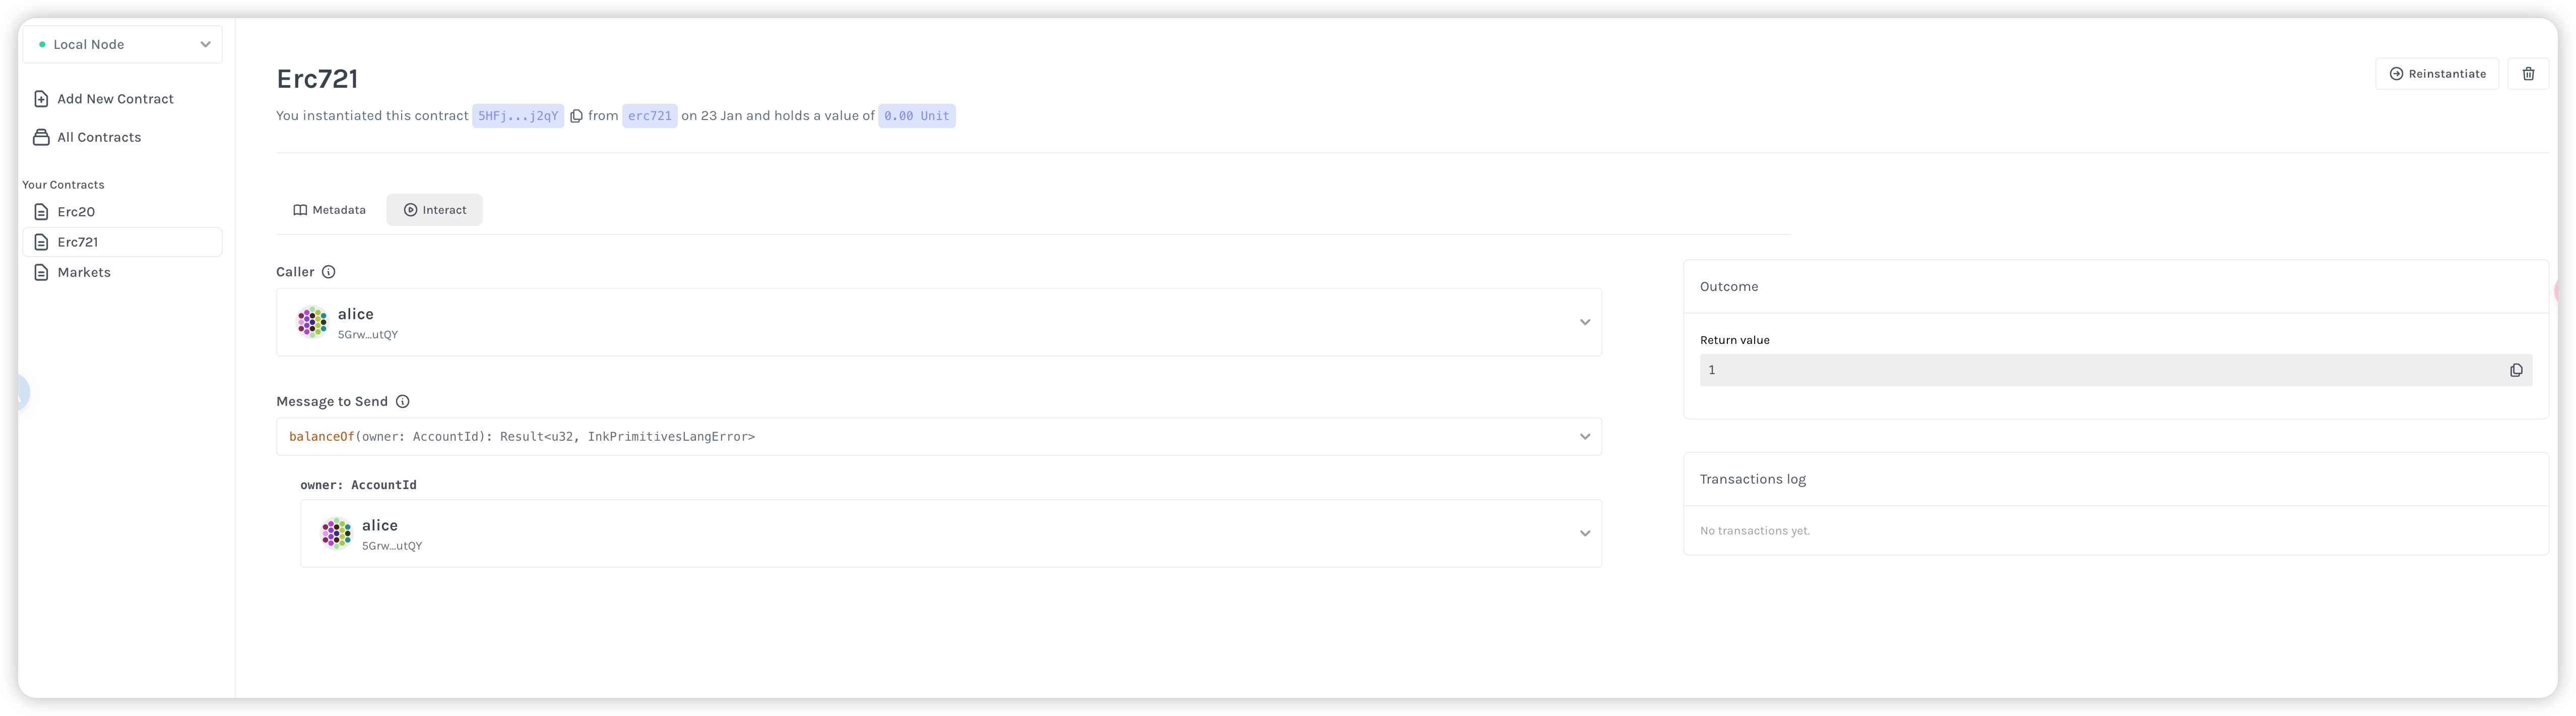 Local Node
Add New Contract
All Contracts
Your Contracts
Erc20
Erc721
Markets
Erc721
You instantiated this contract 5HFj...j2qY from erc721 on 23 Jan and holds a value of 0.00 Unit
Reinstantiate
Metadata
Interact
Caller
alice
5Grw...utQY
Message to Send
balanceOf(owner: AccountId): Result<u32, InkPrimitivesLangError>
owner: AccountId
alice
5Grw...utQY
Outcome
Return value
1
Transactions log
No transactions yet.